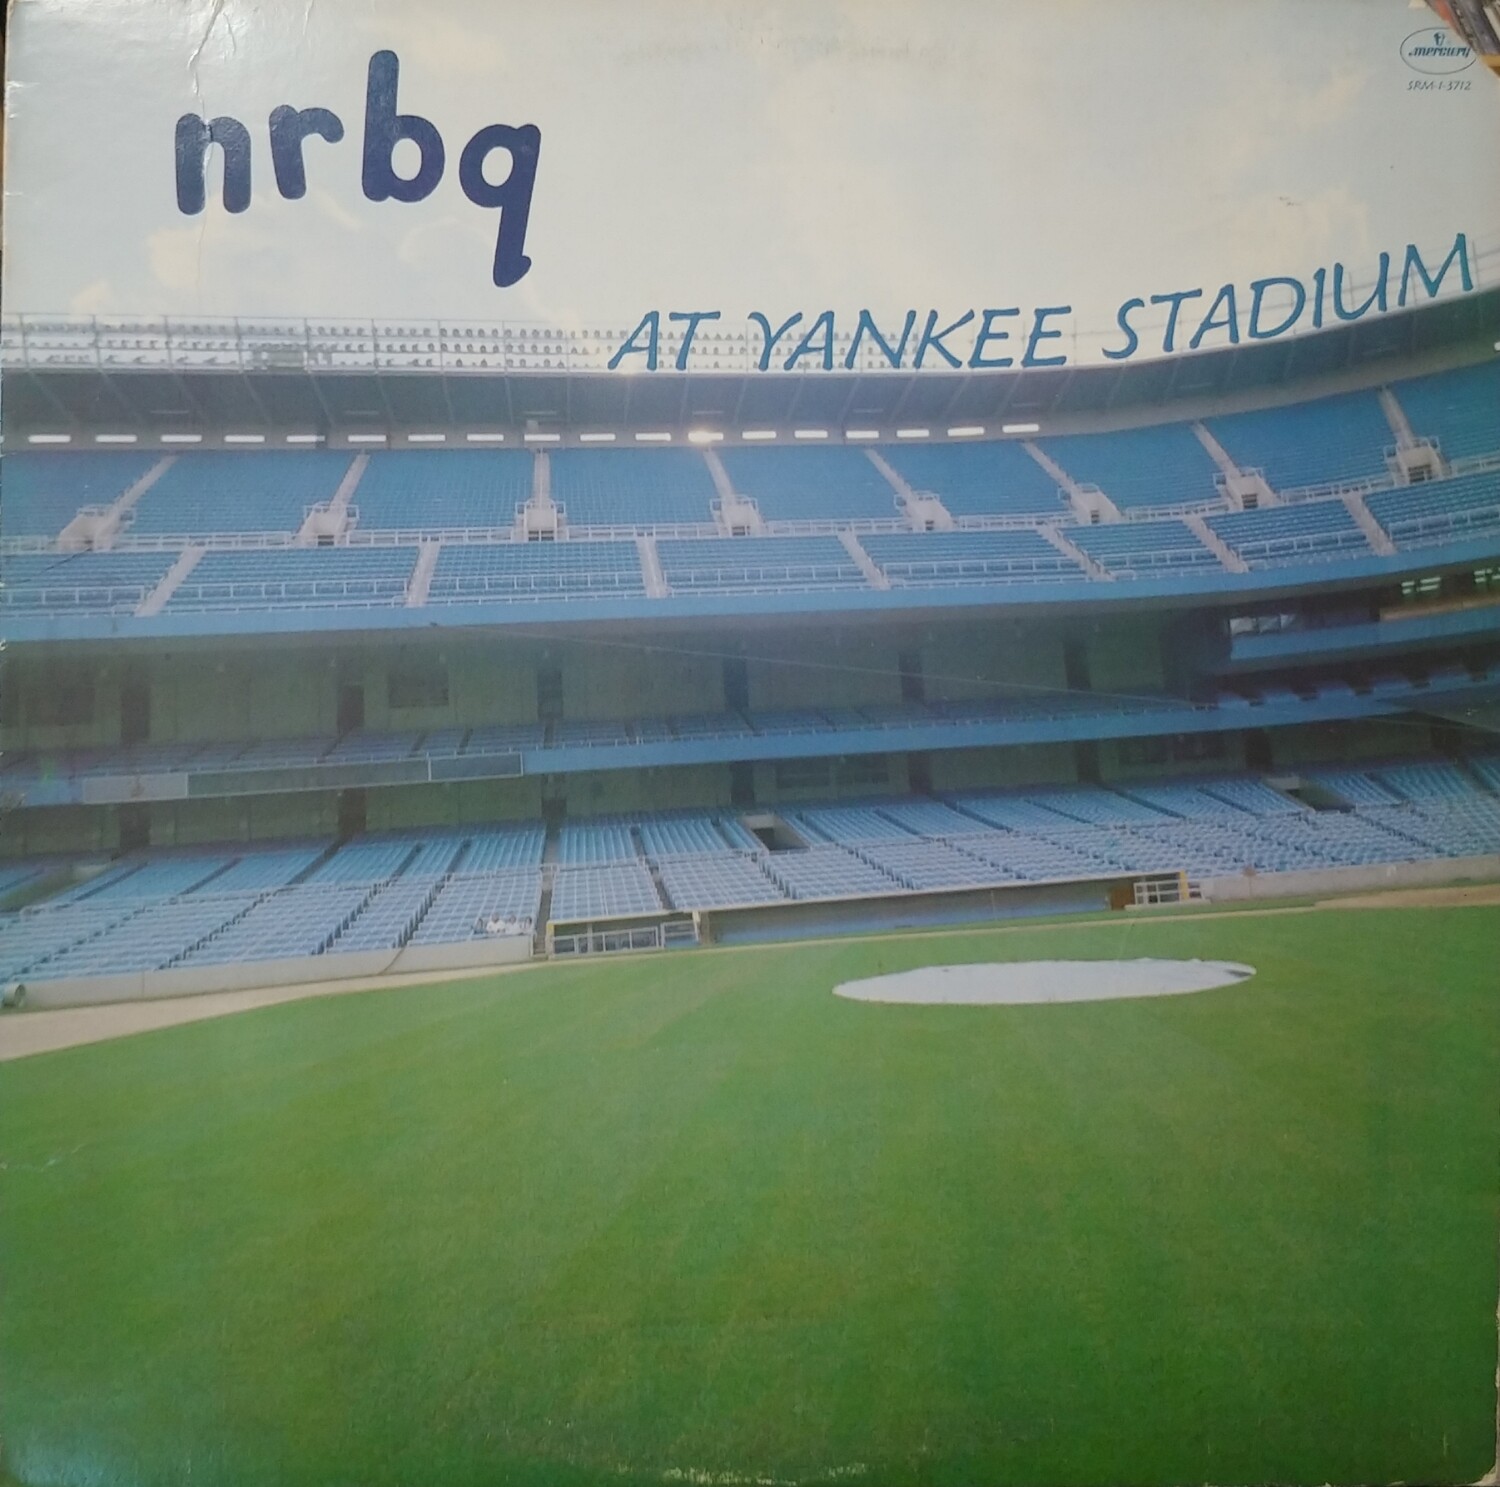 nrbq
mercury
SRM-1-3712
AT YANKEE STADIUM